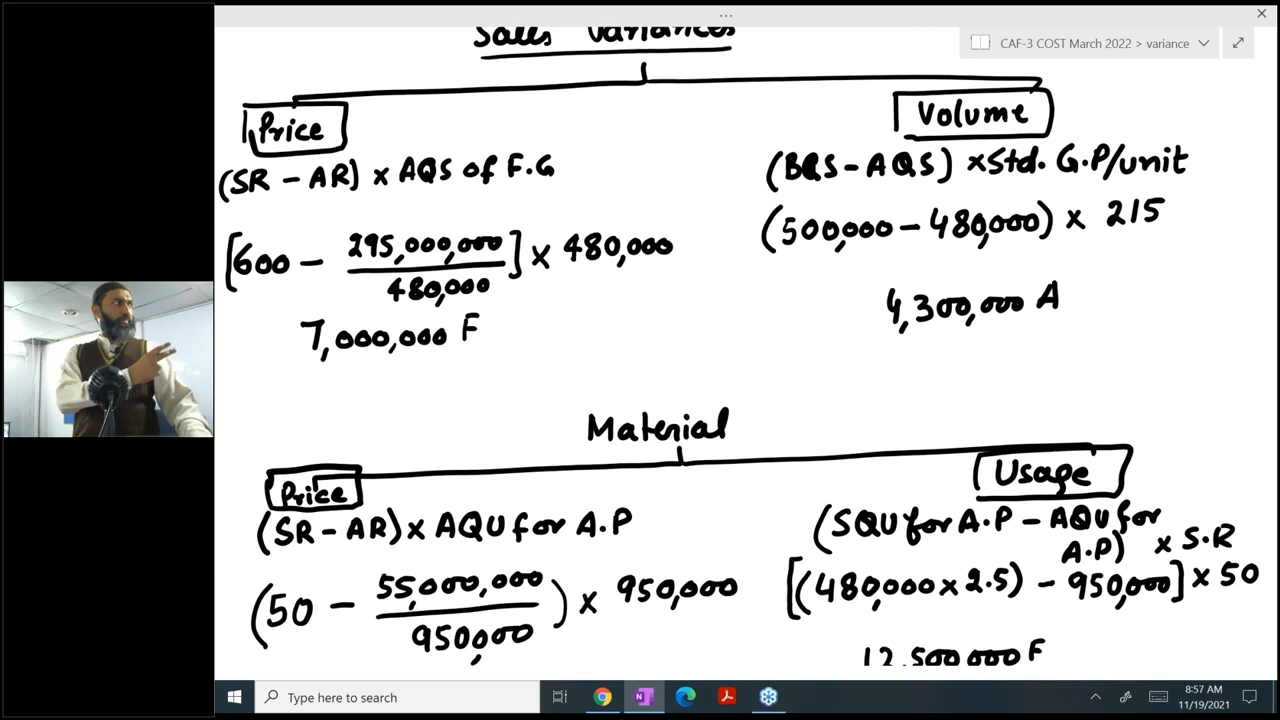 CAF-3 COST March 2022 > variance
Sales Variances
Price
Volume
(SR - AR) x AQS of F.G
(BQS - AQS) x Std. G.P/unit
[600 - 295,000,000 / 480,000] x 480,000
(500,000 - 480,000) x 215
7,000,000 F
4,300,000 A
Material
Price
Usage
(SR - AR) x AQU for A.P
(SQU for A.P - AQU for A.P) x S.R
(50 - 55,000,000 / 950,000) x 950,000
[(480,000 x 2.5) - 950,000] x 50
12,500,000 F
Type here to search
8:57 AM
11/19/2021